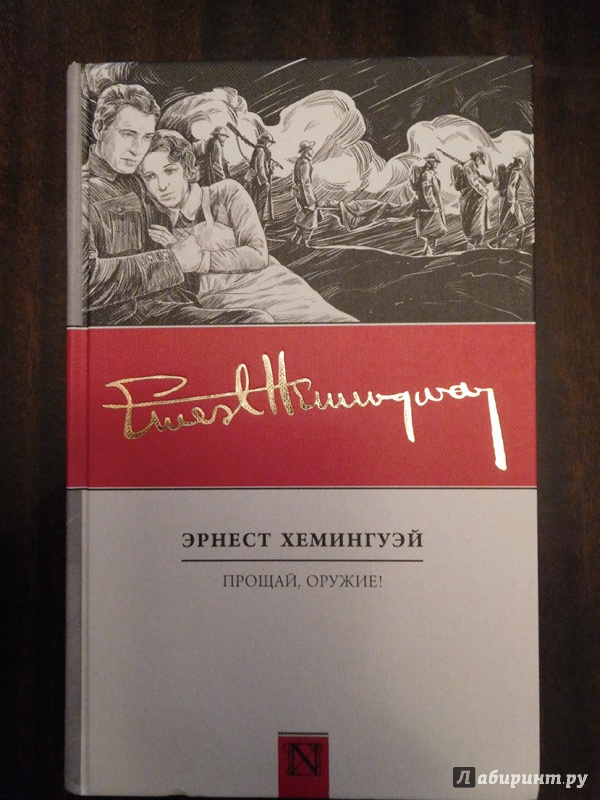 Ernest Hemingway
ЭРНЕСТ ХЕМИНГУЭЙ
ПРОЩАЙ, ОРУЖИЕ!
N
Лабиринт.ру